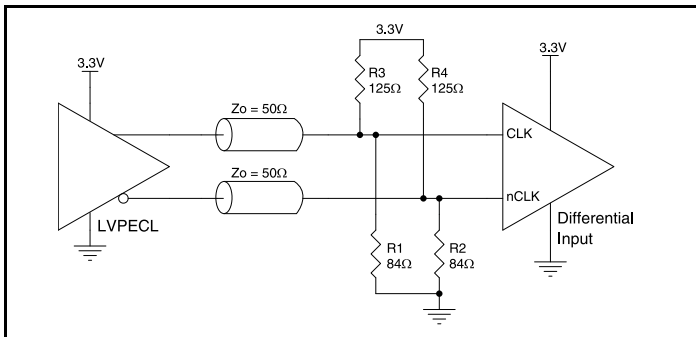 3.3V
3.3V
3.3V
R3
125Ω
R4
125Ω
Zo = 50Ω
CLK
Zo = 50Ω
nCLK
LVPECL
Differential
Input
R1
84Ω
R2
84Ω